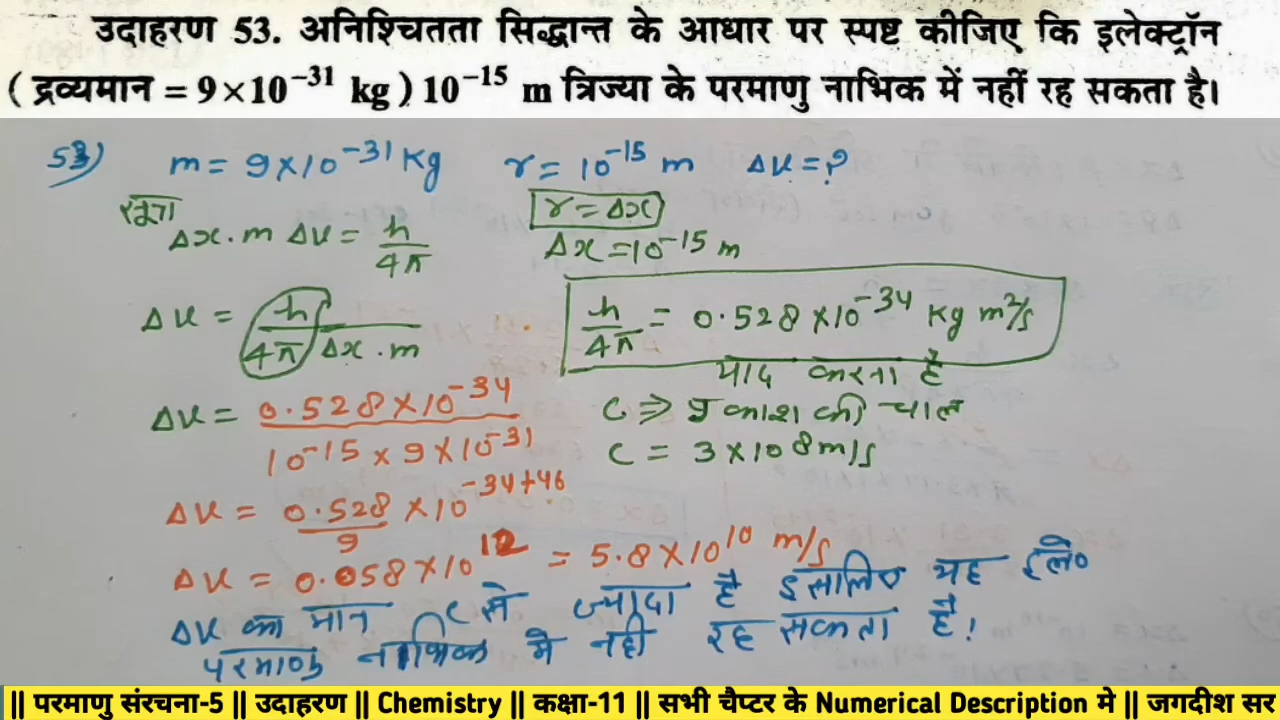 उदाहरण 53. अनिश्चितता सिद्धान्त के आधार पर स्पष्ट कीजिए कि इलेक्ट्रॉन
( द्रव्यमान = 9×10⁻³¹ kg ) 10⁻¹⁵ m त्रिज्या के परमाणु नाभिक में नहीं रह सकता है।
53) m = 9×10⁻³¹ Kg r = 10⁻¹⁵ m Δv = ?
सूत्र r = Δx
Δx.m Δv = h/4π Δx = 10⁻¹⁵ m
Δv = h/4π Δx.m h/4π = 0.528×10⁻³⁴ Kg m²/s
याद करना है
Δv = 0.528×10⁻³⁴/10⁻¹⁵×9×10⁻³¹ C ⇒ प्रकाश की चाल
C = 3×10⁸ m/s
Δv = 0.528/9 ×10⁻³⁴⁺⁴⁶
Δv = 0.058×10¹² = 5.8×10¹⁰ m/s
Δv का मान C से ज्यादा है इसलिए यह इले०
परमाणु नाभिक मे नही रह सकता है।
|| परमाणु संरचना-5 || उदाहरण || Chemistry || कक्षा-11 || सभी चैप्टर के Numerical Description मे || जगदीश सर